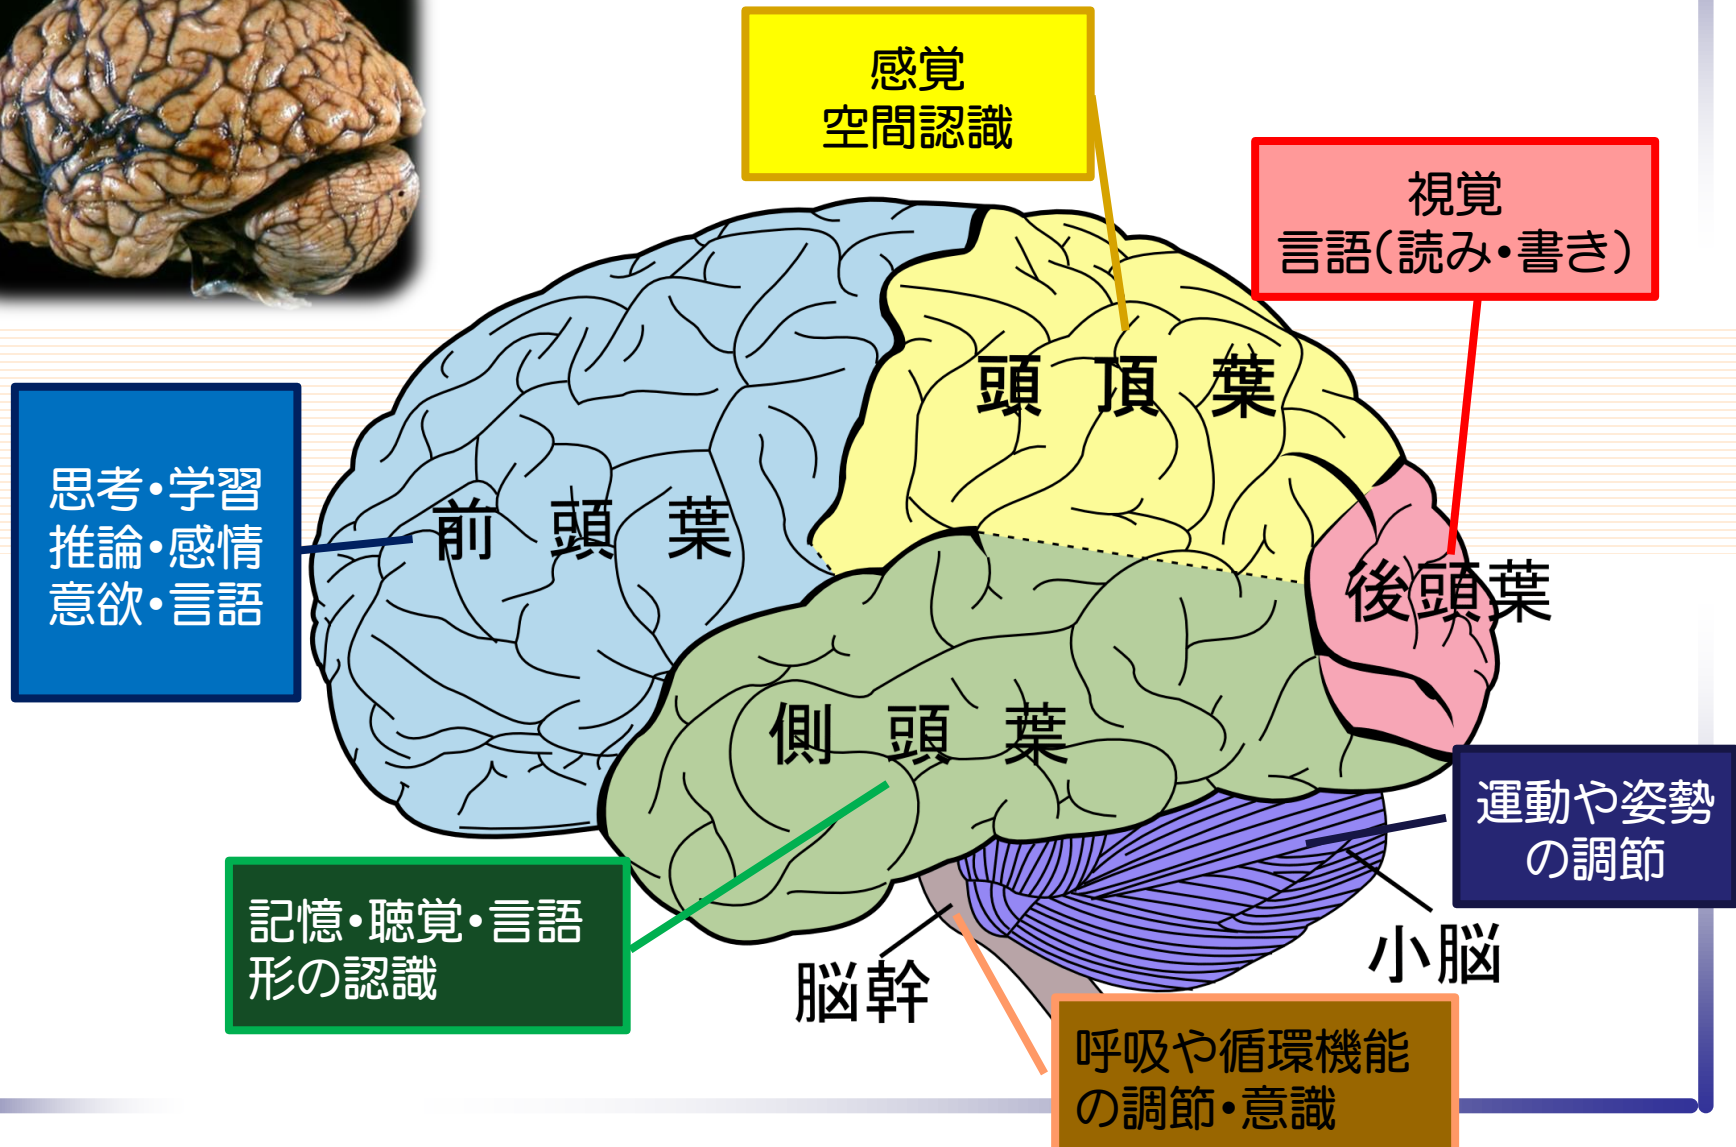 感覚
空間認識
視覚
言語(読み・書き)
頭頂葉
思考・学習
推論・感情
意欲・言語
前頭葉
後頭葉
側頭葉
運動や姿勢
の調節
記憶・聴覚・言語
形の認識
小脳
脳幹
呼吸や循環機能
の調節・意識